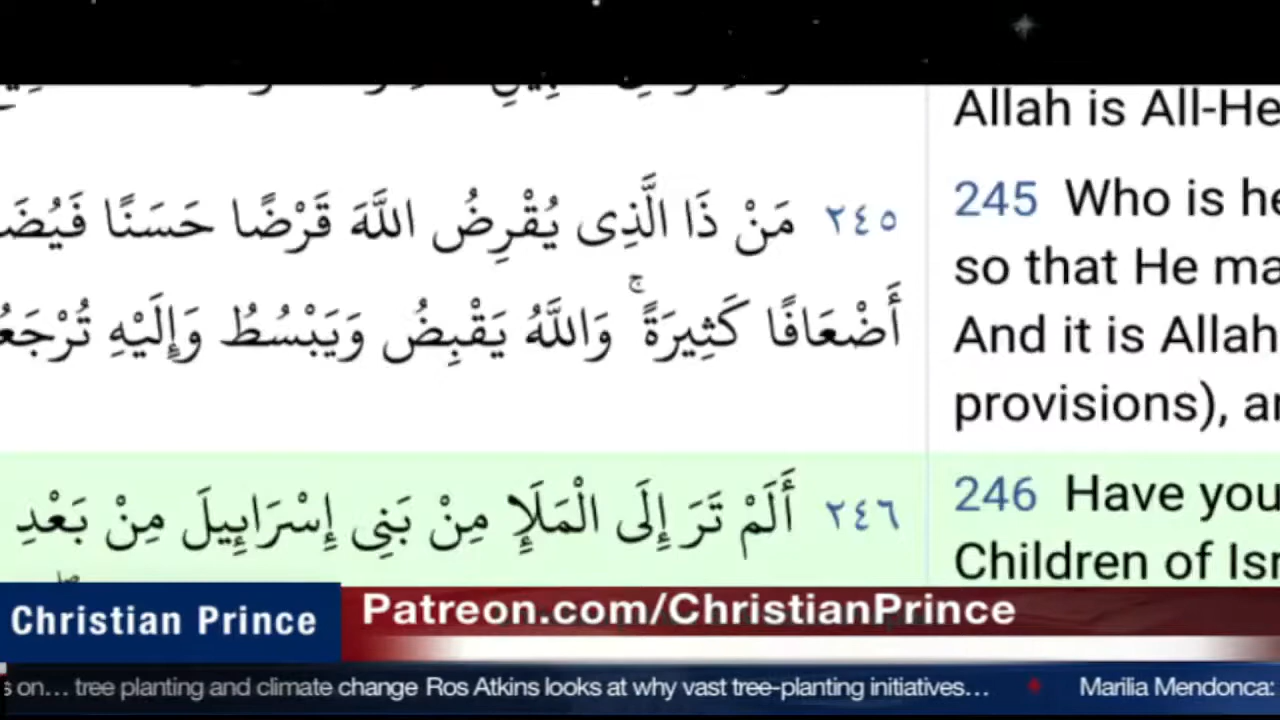 Allah is All-He
٢٤٥ مَنْ ذَا الَّذِى يُقْرِضُ اللَّهَ قَرْضًا حَسَنًا فَيُضَ
أَضْعَافًا كَثِيرَةً ۚ وَاللَّهُ يَقْبِضُ وَيَبْسُطُ وَإِلَيْهِ تُرْجَعُ
245 Who is he
so that He ma
And it is Allah
provisions), an
٢٤٦ أَلَمْ تَرَ إِلَى الْمَلَإِ مِنْ بَنِى إِسْرَايِيلَ مِنْ بَعْدِ
246 Have you
Children of Isr
Christian Prince
Patreon.com/ChristianPrince
s on... tree planting and climate change Ros Atkins looks at why vast tree-planting initiatives... Marilia Mendonca: